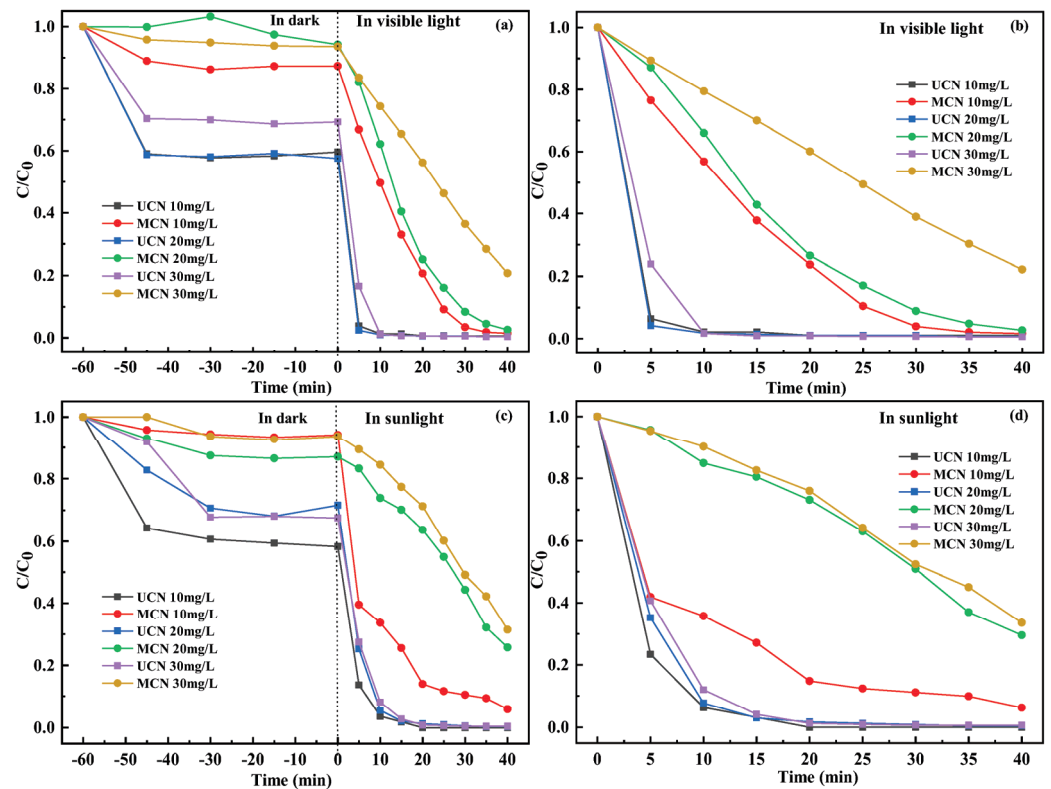 In dark
In visible light
(a)
C/C0
1.0
0.8
0.6
0.4
0.2
0.0
UCN 10mg/L
MCN 10mg/L
UCN 20mg/L
MCN 20mg/L
UCN 30mg/L
MCN 30mg/L
-60 -50 -40 -30 -20 -10 0 10 20 30 40
Time (min)
In visible light
(b)
C/C0
1.0
0.8
0.6
0.4
0.2
0.0
UCN 10mg/L
MCN 10mg/L
UCN 20mg/L
MCN 20mg/L
UCN 30mg/L
MCN 30mg/L
0 5 10 15 20 25 30 35 40
Time (min)
In dark
In sunlight
(c)
C/C0
1.0
0.8
0.6
0.4
0.2
0.0
UCN 10mg/L
MCN 10mg/L
UCN 20mg/L
MCN 20mg/L
UCN 30mg/L
MCN 30mg/L
-60 -50 -40 -30 -20 -10 0 10 20 30 40
Time (min)
In sunlight
(d)
C/C0
1.0
0.8
0.6
0.4
0.2
0.0
UCN 10mg/L
MCN 10mg/L
UCN 20mg/L
MCN 20mg/L
UCN 30mg/L
MCN 30mg/L
0 5 10 15 20 25 30 35 40
Time (min)